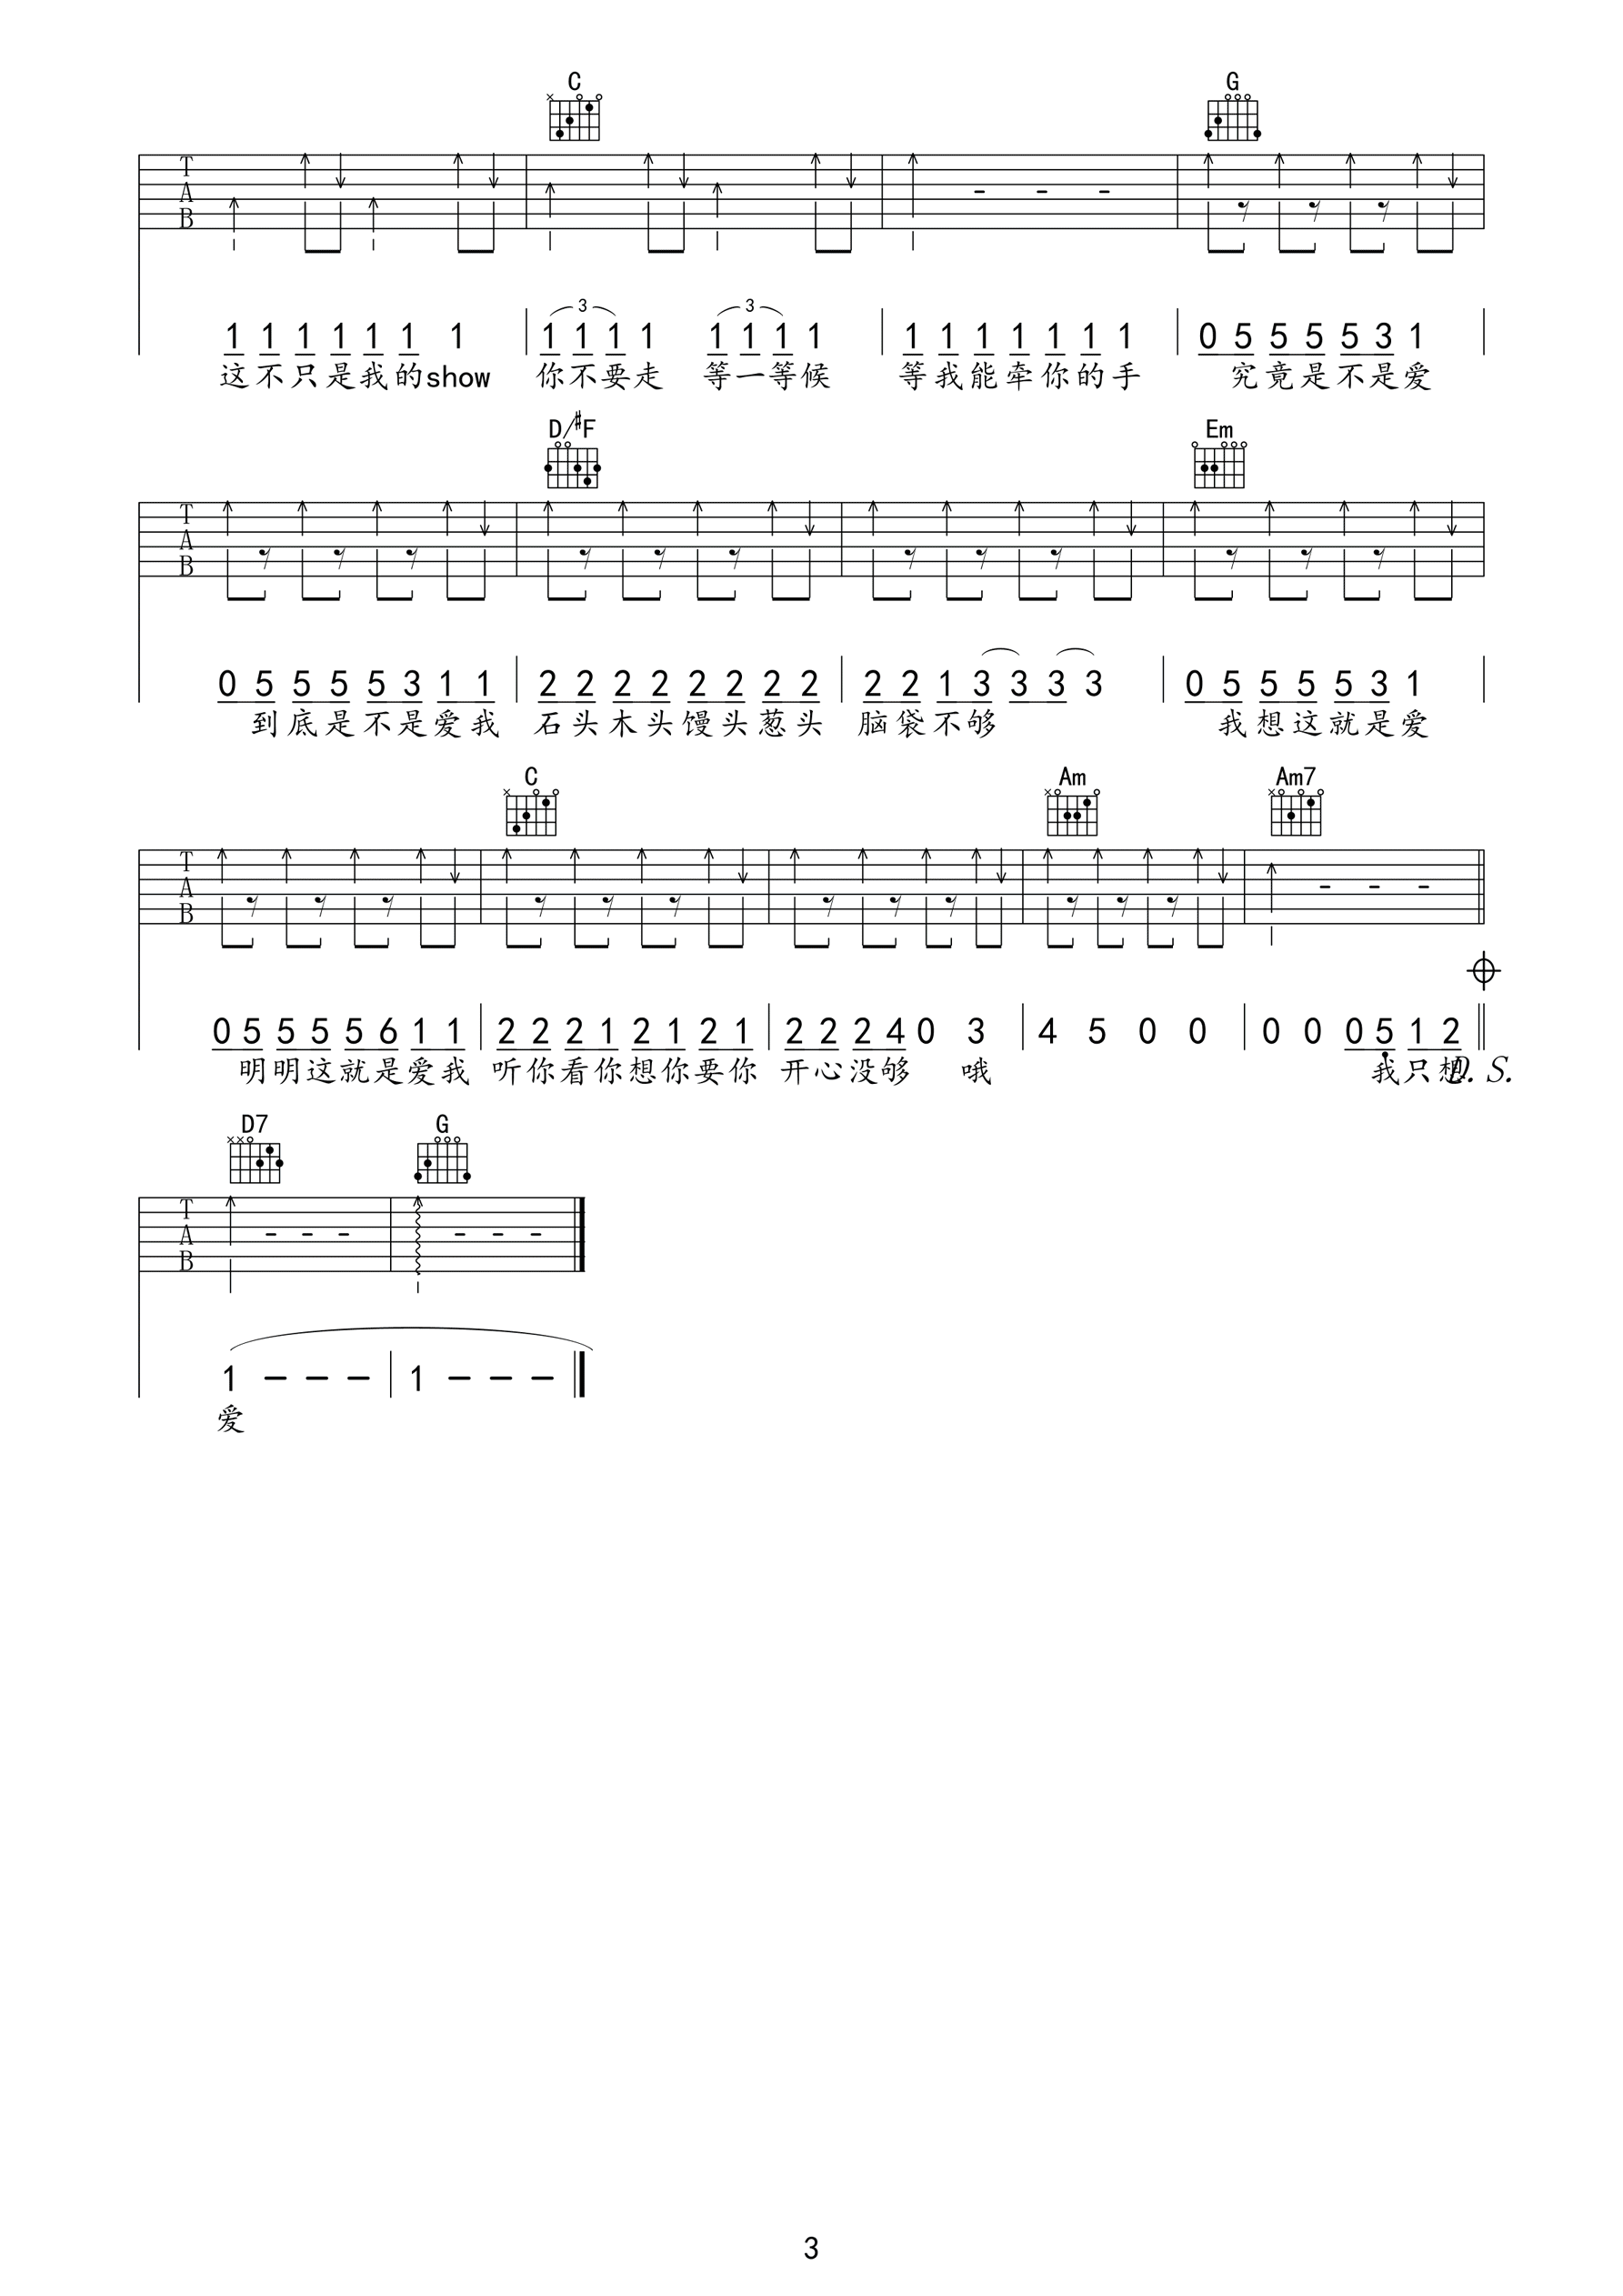 C G
3 3
1 1 1 1 1 1 1 1 1 1 1 1 1 1 1 1 1 1 1 1 1 1 0 5 5 5 5 3 1
这不只是我的show 你不要走 等一等候 等我能牵你的手 究竟是不是爱
D/#F Em
T A B
0 5 5 5 5 3 1 1 2 2 2 2 2 2 2 2 2 2 1 3 3 3 3 0 5 5 5 5 3 1
到底是不是爱我 石头木头馒头葱头 脑袋不够 我想这就是爱
C Am Am7
T A B
0 5 5 5 5 6 1 1 2 2 2 1 2 1 2 1 2 2 2 4 0 3 4 5 0 0 0 0 0 5 1 2
明明这就是爱我 听你看你想你要你 开心没够 哦 我只想 D. S.
D7 G
T A B
1 - - - 1 - - -
爱
3